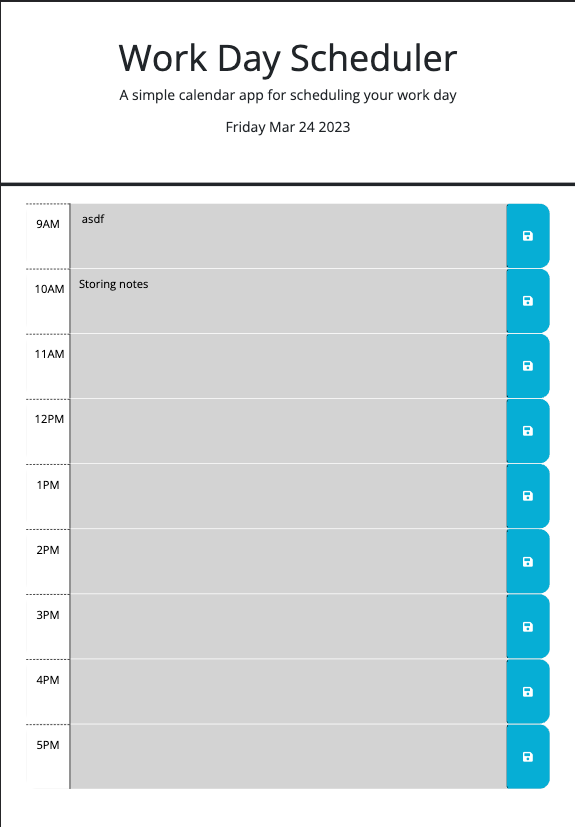 Work Day Scheduler
A simple calendar app for scheduling your work day
Friday Mar 24 2023
9AM
asdf
10AM
Storing notes
11AM
12PM
1PM
2PM
3PM
4PM
5PM